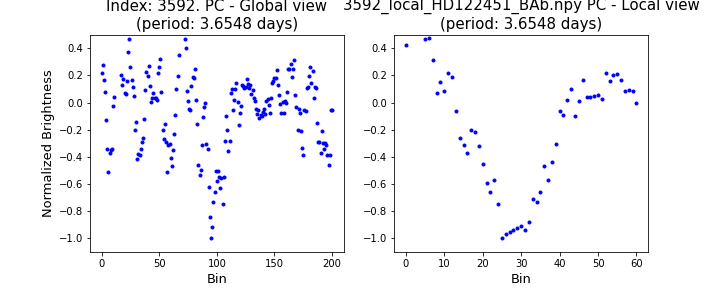 Index: 3592. PC - Global view
(period: 3.6548 days)
3592_local_HD122451_BAb.npy PC - Local view
(period: 3.6548 days)
Normalized Brightness
0.4
0.2
0.0
−0.2
−0.4
−0.6
−0.8
−1.0
0 50 100 150 200
Bin
0.4
0.2
0.0
−0.2
−0.4
−0.6
−0.8
−1.0
0 10 20 30 40 50 60
Bin